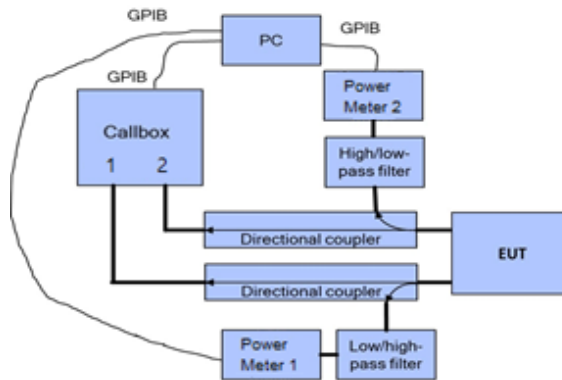 GPIB
PC
GPIB
GPIB
Power
Meter 2
Callbox
1 2
High/low-
pass filter
Directional coupler
EUT
Directional coupler
Power
Meter 1
Low/high-
pass filter